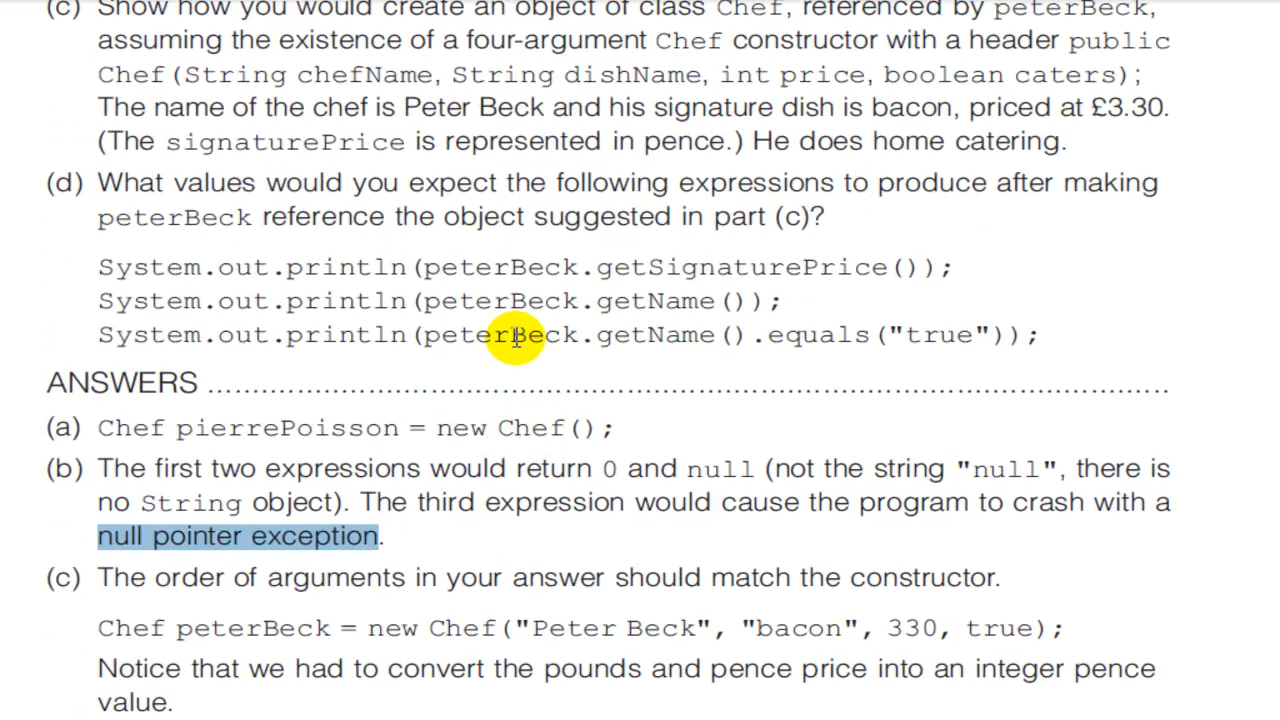 (c) Show how you would create an object of class Chef, referenced by peterBeck,
assuming the existence of a four-argument Chef constructor with a header public
Chef(String chefName, String dishName, int price, boolean caters);
The name of the chef is Peter Beck and his signature dish is bacon, priced at £3.30.
(The signaturePrice is represented in pence.) He does home catering.
(d) What values would you expect the following expressions to produce after making
peterBeck reference the object suggested in part (c)?
System.out.println(peterBeck.getSignaturePrice());
System.out.println(peterBeck.getName());
System.out.println(peterBeck.getName().equals("true"));
ANSWERS ........................................................................................
(a) Chef pierrePoisson = new Chef();
(b) The first two expressions would return 0 and null (not the string "null", there is
no String object). The third expression would cause the program to crash with a
null pointer exception.
(c) The order of arguments in your answer should match the constructor.
Chef peterBeck = new Chef("Peter Beck", "bacon", 330, true);
Notice that we had to convert the pounds and pence price into an integer pence
value.